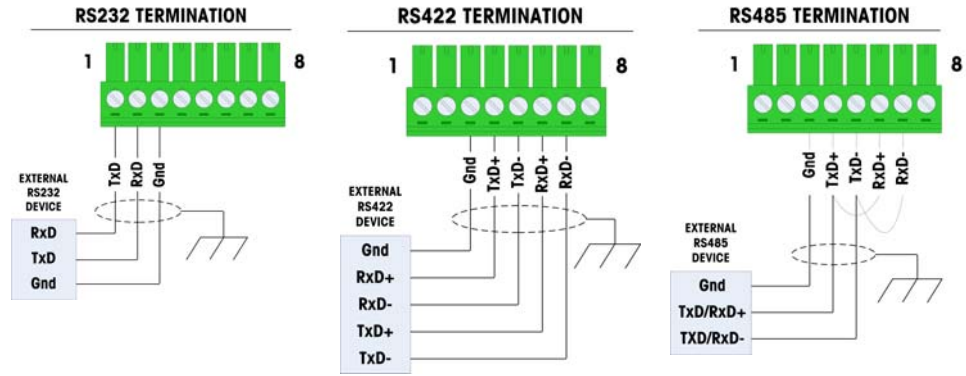 RS232 TERMINATION
1
8
TxD
RxD
Gnd
EXTERNAL
RS232
DEVICE
RxD
TxD
Gnd
RS422 TERMINATION
1
8
Gnd
TxD+
TxD-
RxD+
RxD-
EXTERNAL
RS422
DEVICE
Gnd
RxD+
RxD-
TxD+
TxD-
RS485 TERMINATION
1
8
Gnd
TxD+
TxD-
RxD+
RxD-
EXTERNAL
RS485
DEVICE
Gnd
TxD/RxD+
TXD/RxD-